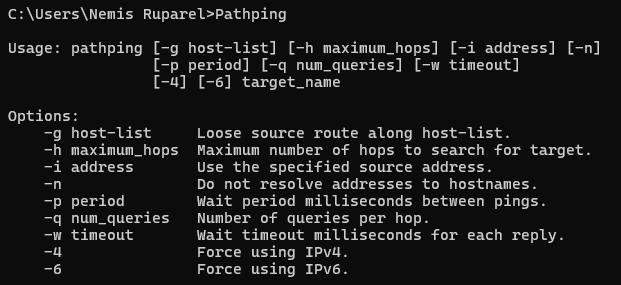 C:\Users\Nemis Ruparel>Pathping
Usage: pathping [-g host-list] [-h maximum_hops] [-i address] [-n]
                [-p period] [-q num_queries] [-w timeout]
                [-4] [-6] target_name
Options:
    -g host-list     Loose source route along host-list.
    -h maximum_hops  Maximum number of hops to search for target.
    -i address       Use the specified source address.
    -n               Do not resolve addresses to hostnames.
    -p period        Wait period milliseconds between pings.
    -q num_queries   Number of queries per hop.
    -w timeout       Wait timeout milliseconds for each reply.
    -4               Force using IPv4.
    -6               Force using IPv6.